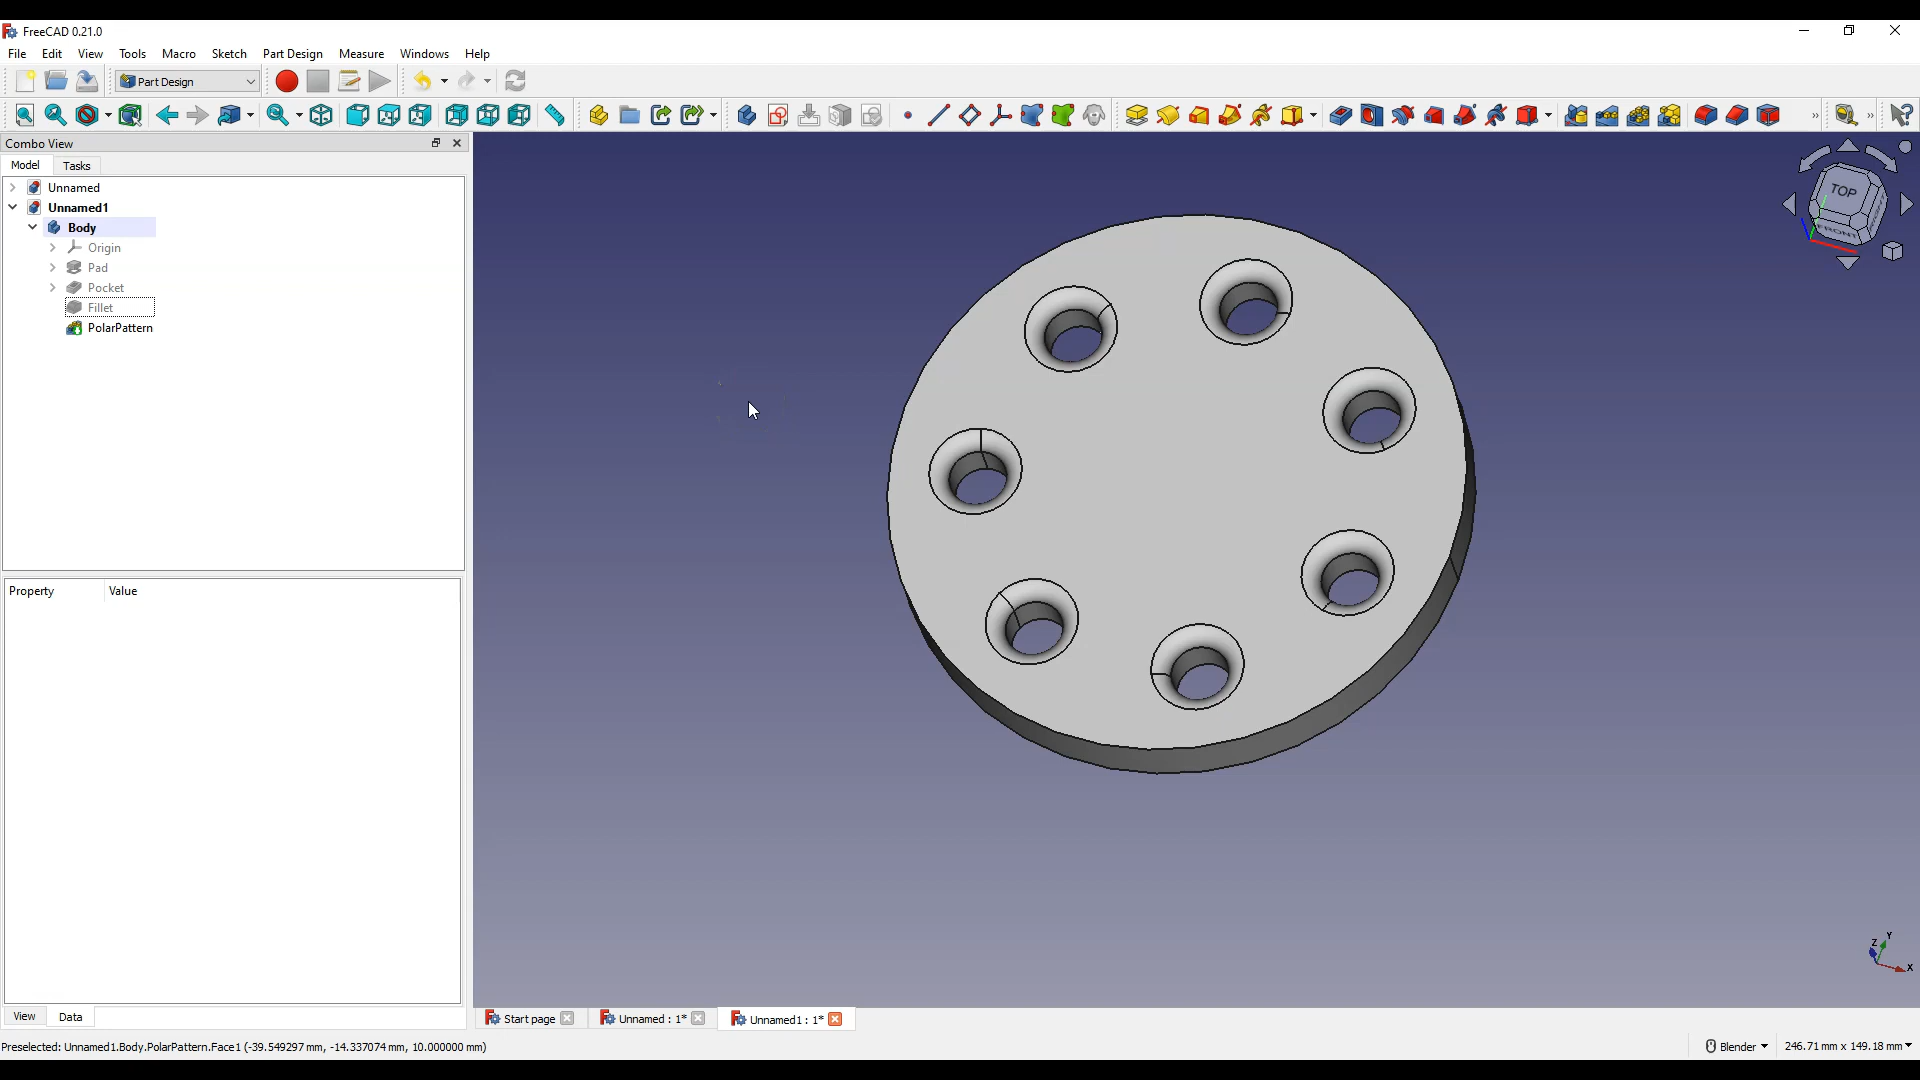 FreeCAD 0.21.0
File Edit View Tools Macro Sketch Part Design Measure Windows Help
Part Design
Combo View
Model Tasks
Unnamed
Unnamed1
Body
Origin
Pad
Pocket
Fillet
PolarPattern
Property Value
View Data
TOP
FRONT
Z Y X
Start page Unnamed : 1* Unnamed1 : 1*
Preselected: Unnamed1.Body.PolarPattern.Face1 (-39.549297 mm, -14.337074 mm, 10.000000 mm) Blender 246.71 mm x 149.18 mm